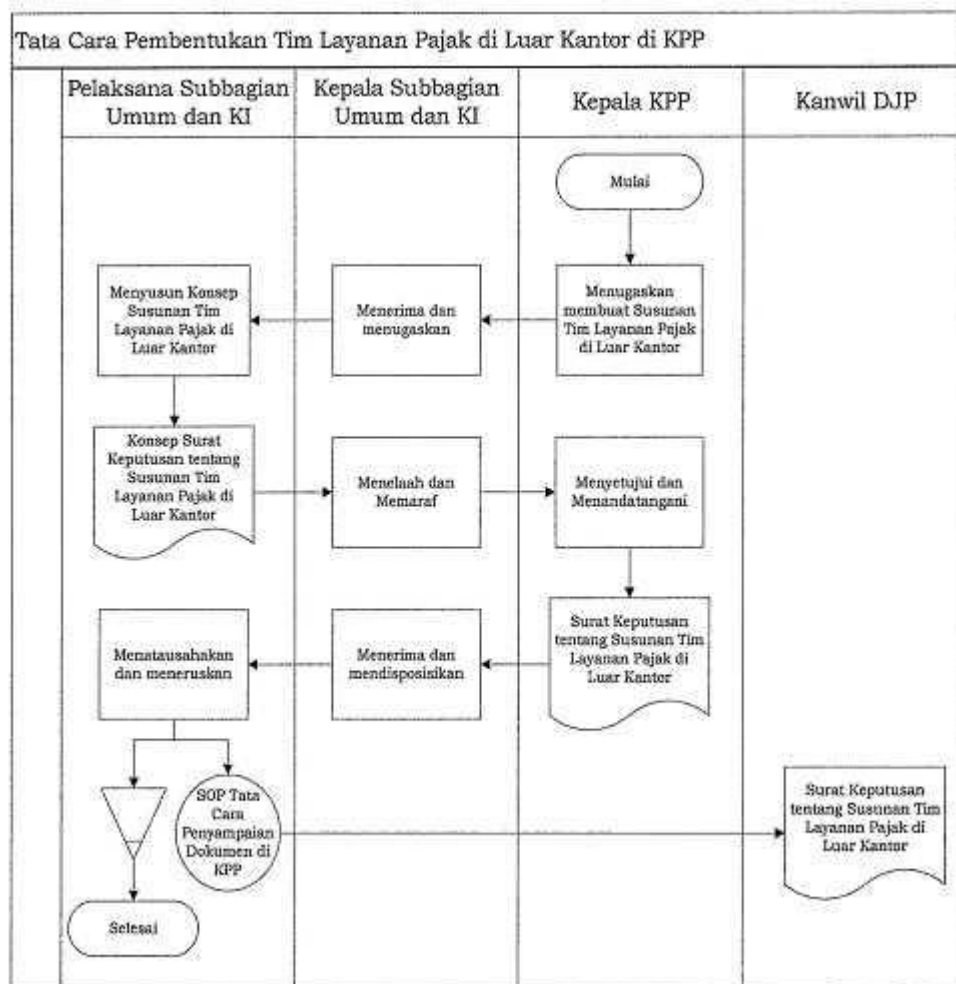 Tata Cara Pembentukan Tim Layanan Pajak di Luar Kantor di KPP
Pelaksana Subbagian
Umum dan KI
Kepala Subbagian
Umum dan KI
Kepala KPP
Kanwil DJP
Mulai
Menyusun Konsep
Susunan Tim
Layanan Pajak di
Luar Kantor
Menerima dan
menugaskan
Menugaskan
membuat Susunan
Tim Layanan Pajak
di Luar Kantor
Konsep Surat
Keputusan tentang
Susunan Tim
Layanan Pajak di
Luar Kantor
Menelaah dan
Memaraf
Menyetujui dan
Menandatangani
Menatausahakan
dan meneruskan
Menerima dan
mendisposisikan
Surat Keputusan
tentang Susunan Tim
Layanan Pajak di
Luar Kantor
SOP Tata
Cara
Penyampaian
Dokumen di
KPP
Surat Keputusan
tentang Susunan Tim
Layanan Pajak di
Luar Kantor
Selesai